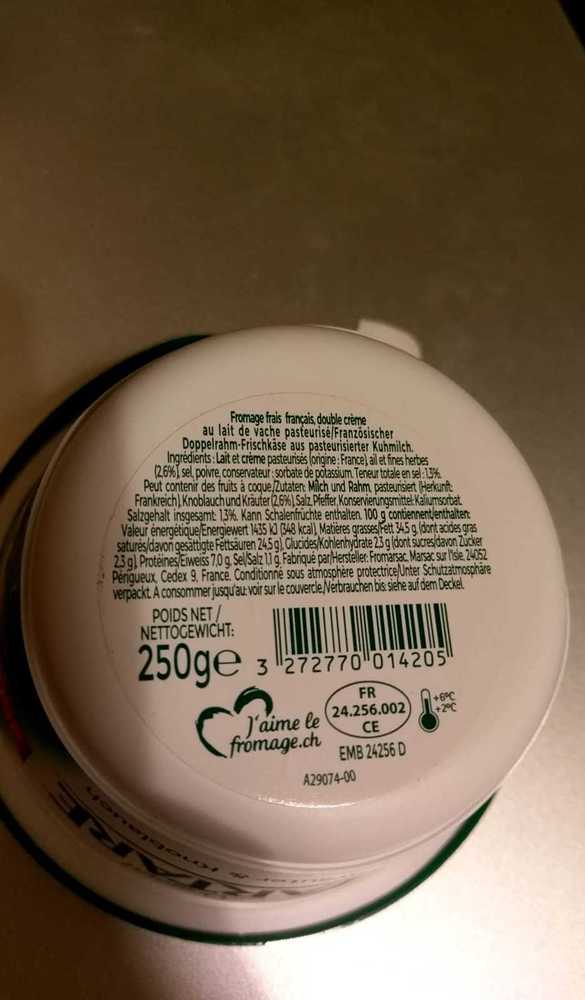 Fromage frais français, double crème
au lait de vache pasteurisé/Französischer
Doppelrahm-Frischkäse aus pasteurisierter Kuhmilch.
Ingrédients : Lait et crème pasteurisés (origine : France), ail et fines herbes
(2,6%), sel, poivre, conservateur : sorbate de potassium. Teneur totale en sel : 1,3%.
Peut contenir des fruits à coque./Zutaten: Milch und Rahm, pasteurisiert (Herkunft:
Frankreich), Knoblauch und Kräuter (2,6%), Salz, Pfeffer, Konservierungsmittel: Kaliumsorbat.
Salzgehalt insgesamt: 1,3%. Kann Schalenfrüchte enthalten. 100 g contiennent/enthalten:
Valeur énergétique/Energiewert 1435 kJ (348 kcal), Matières grasses/Fett 34,5 g, (dont acides gras
saturés/davon gesättigte Fettsäuren 24,5 g), Glucides/Kohlenhydrate 2,3 g (dont sucres/davon Zucker
2,3 g), Protéines/Eiweiss 7,0 g, Sel/Salz 1,1 g. Fabriqué par/Hersteller: Fromarsac, Marsac sur l'Isle, 24052
Périgueux, Cedex 9, France. Conditionné sous atmosphère protectrice/Unter Schutzatmosphäre
verpackt. A consommer jusqu'au: voir sur le couvercle/Verbrauchen bis: siehe auf dem Deckel.
POIDS NET /
NETTOGEWICHT:
250g℮
3 272770 014205
J'aime le
fromage.ch
FR
24.256.002
CE
+6°C
+2°C
EMB 24256 D
A29074-00
& Knoblauch